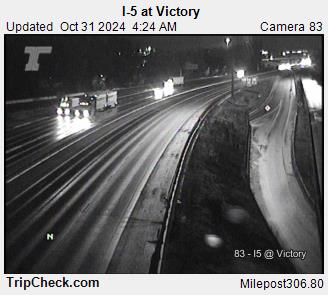 I-5 at Victory
Updated  Oct 31 2024  4:24 AM
Camera 83
T
N
83 - I5 @ Victory
TripCheck.com
Milepost306.80